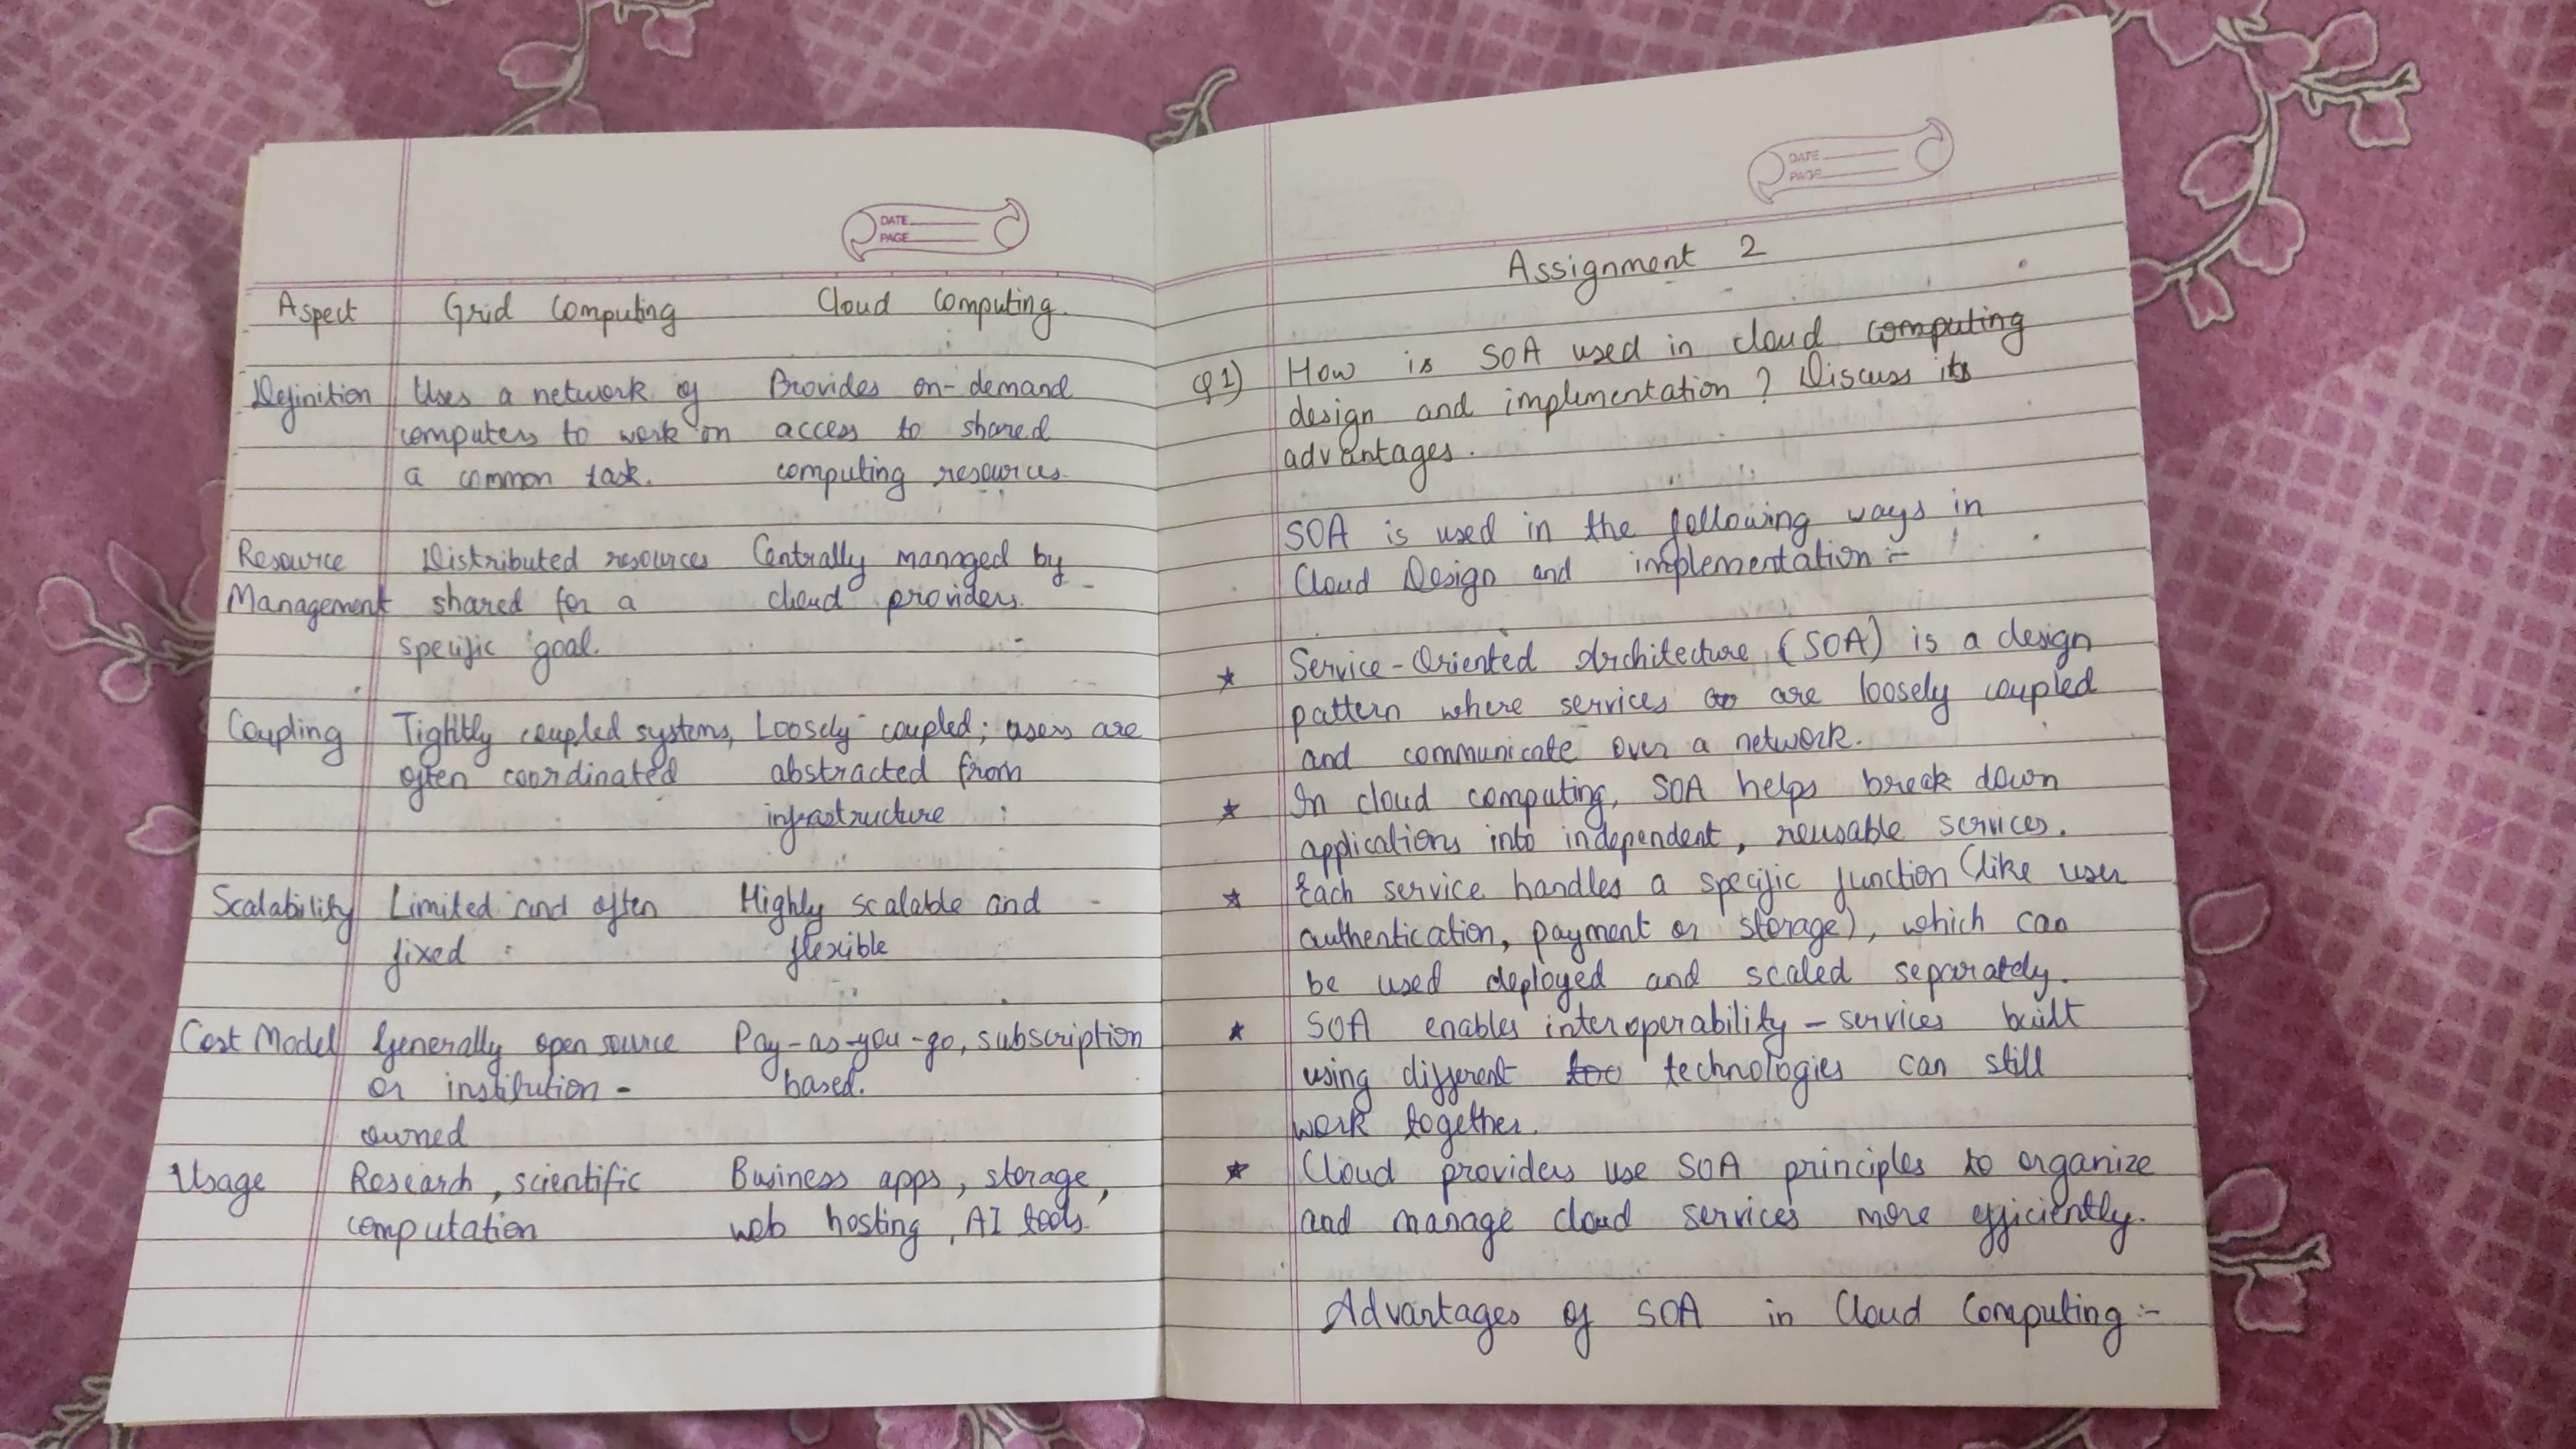 DATE
PAGE
Aspect Grid Computing Cloud Computing.
Definition Uses a network of Provides on-demand
computers to work on access to shared
a common task. computing resources.
Resource Distributed resources Centrally managed by
Management shared for a cloud providers.
specific goal.
Coupling Tightly coupled systems, Loosely coupled; users are
often coordinated abstracted from
infrastructure
Scalability Limited and often Highly scalable and
fixed flexible
Cost Model Generally open source Pay-as-you-go, subscription
or institution- based.
owned
Usage Research, scientific Business apps, storage,
computation web hosting, AI tools.
DATE
PAGE
Assignment 2
Q1) How is SOA used in cloud computing
design and implimentation? Discuss its
advantages.
SOA is used in the following ways in
Cloud Design and implementation :-
★ Service-Oriented Architecture (SOA) is a design
pattern where services are loosely coupled
and communicate over a network.
★ In cloud computing, SOA helps break down
applications into independent, reusable services.
★ Each service handles a specific function (like user
authentication, payment or storage), which can
be used deployed and scaled separately.
★ SOA enables interoperability - services built
using different too technologies can still
work together.
★ Cloud providers use SOA principles to organize
and manage cloud services more efficiently.
Advantages of SOA in Cloud Computing :-